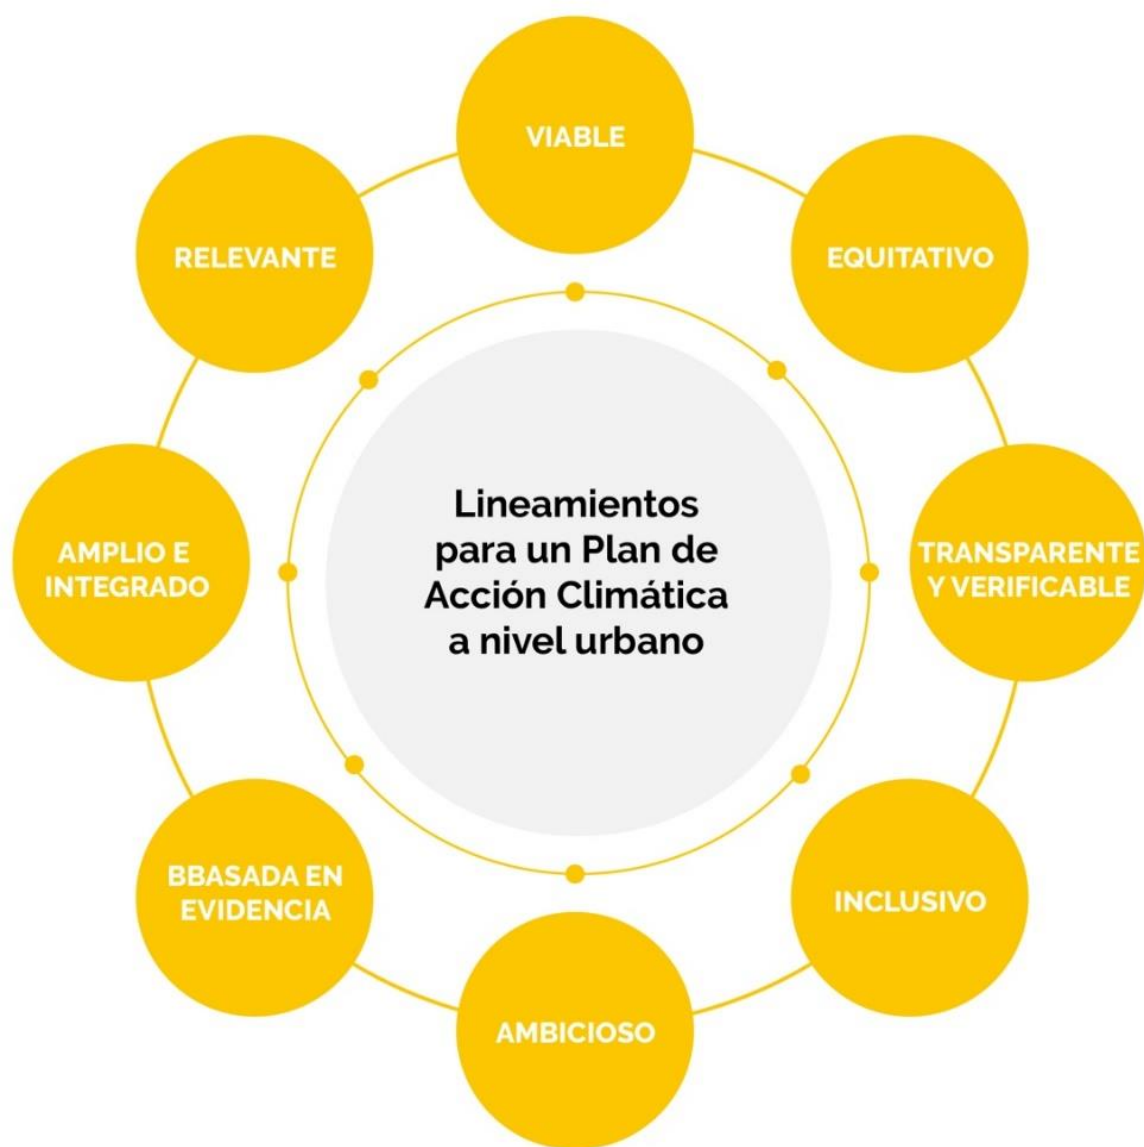 VIABLE
EQUITATIVO
TRANSPARENTE
Y VERIFICABLE
INCLUSIVO
AMBICIOSO
BBASADA EN
EVIDENCIA
AMPLIO E
INTEGRADO
RELEVANTE
Lineamientos
para un Plan de
Acción Climática
a nivel urbano